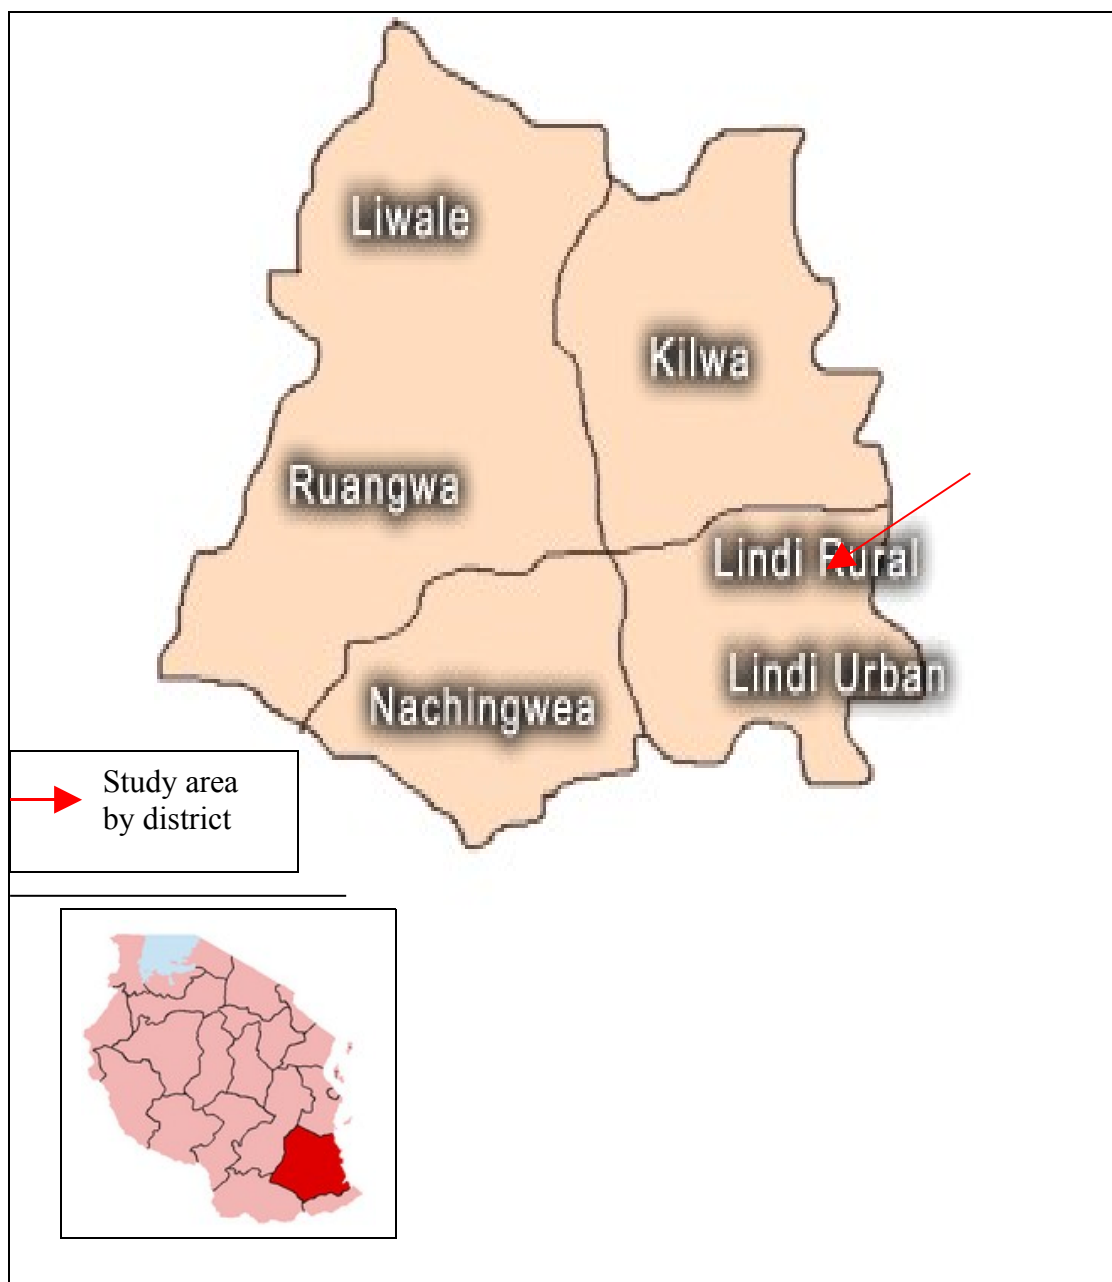 Liwale
Kilwa
Ruangwa
Lindi Rural
Lindi Urban
Nachingwea
Study area
by district